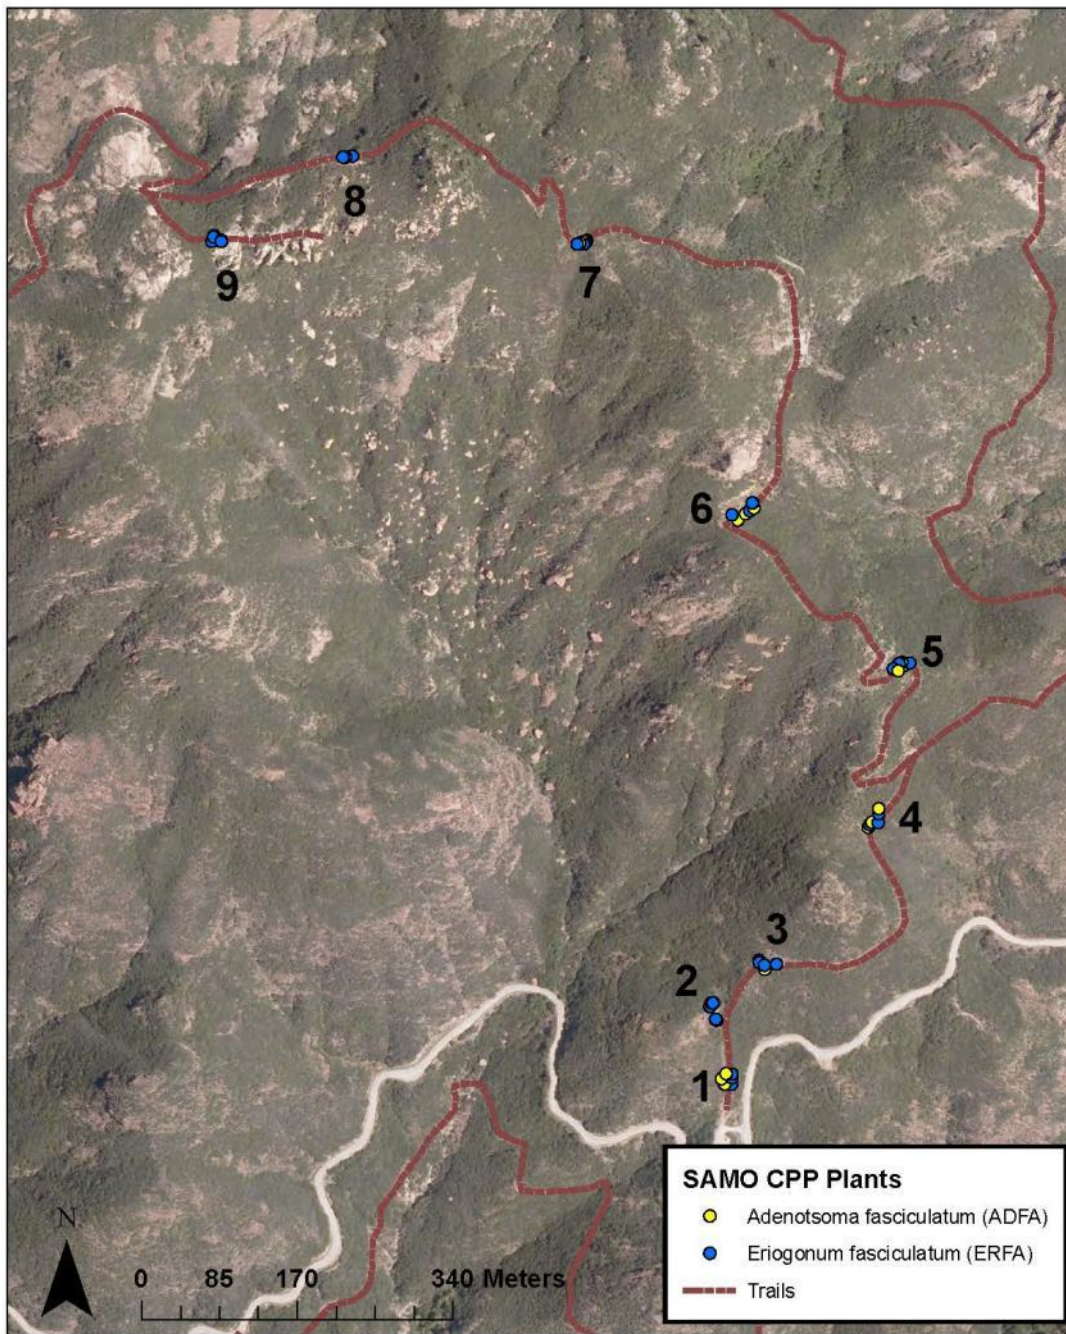 8
9
7
6
5
4
3
2
1
N
0 85 170 340 Meters
SAMO CPP Plants
Adenotsoma fasciculatum (ADFA)
Eriogonum fasciculatum (ERFA)
Trails